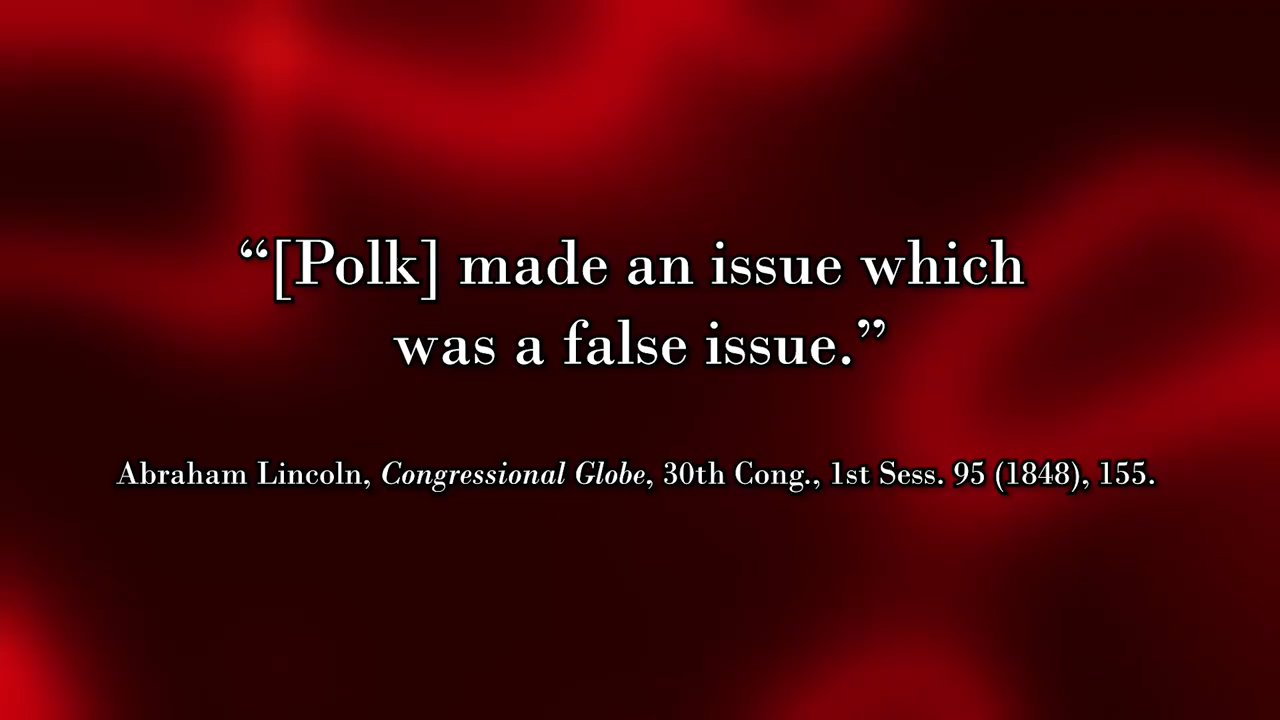 “[Polk] made an issue which
was a false issue.”
Abraham Lincoln, Congressional Globe, 30th Cong., 1st Sess. 95 (1848), 155.